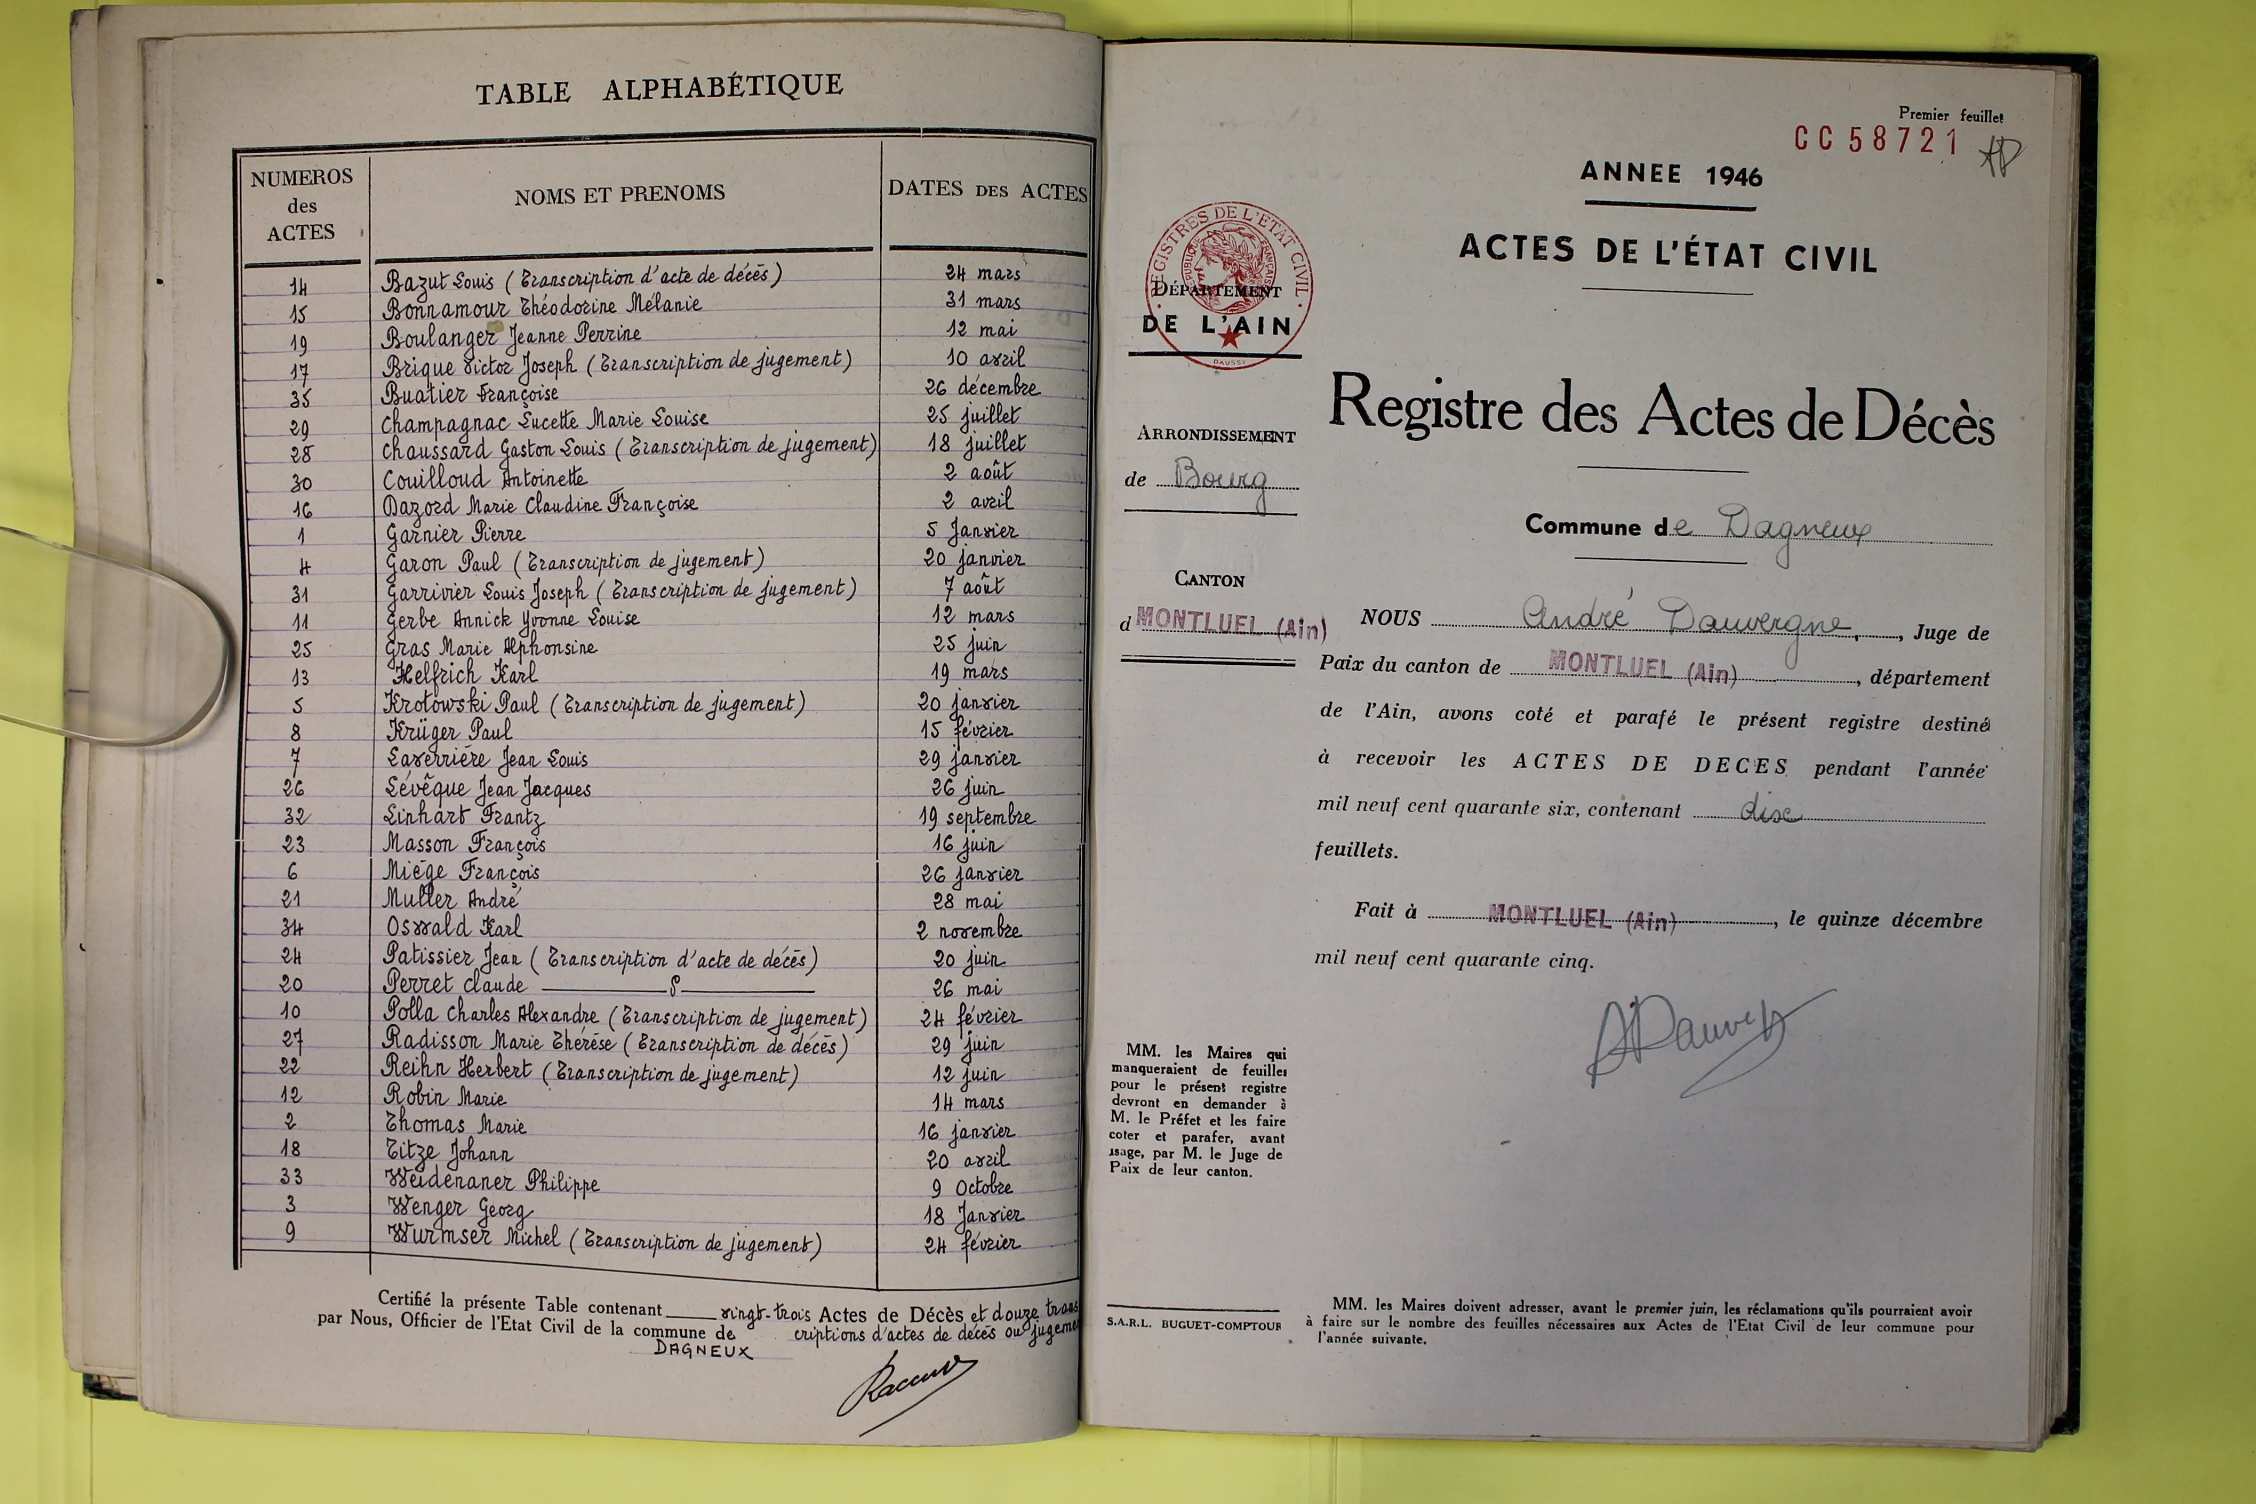 TABLE ALPHABÉTIQUE
NUMEROS des ACTES NOMS ET PRENOMS DATES DES ACTES
14 Bazut Louis (Transcription d'acte de décès) 24 mars
15 Bonnamour Théodorine Mélanie 31 mars
19 Boulanger Jeanne Perrine 12 mai
17 Brique Victor Joseph (Transcription de jugement) 10 avril
35 Buatier Françoise 26 décembre
29 Champagnac Lucette Marie Louise 25 juillet
28 Chaussard Gaston Louis (Transcription de jugement) 18 juillet
30 Couilloud Antoinette 2 août
16 Dazord Marie Claudine Françoise 2 avril
1 Garnier Pierre 5 Janvier
4 Garon Paul (Transcription de jugement) 20 janvier
31 Garrivier Louis Joseph (Transcription de jugement) 7 août
11 Gerbe Annick Yvonne Louise 12 mars
25 Gras Marie Alphonsine 25 juin
13 Helfrich Karl 19 mars
5 Krotowski Paul (Transcription de jugement) 20 janvier
8 Krüger Paul 15 février
7 Laverrière Jean Louis 29 janvier
26 Lévêque Jean Jacques 26 juin
32 Linhart Frantz 19 septembre
23 Masson François 16 juin
6 Miège François 26 janvier
21 Muller André 28 mai
34 Oswald Karl 2 novembre
24 Patissier Jean (Transcription d'acte de décès) 20 juin
20 Perret Claude 26 mai
10 Polla Charles Alexandre (Transcription de jugement) 24 février
27 Radisson Marie Thérèse (Transcription de décès) 29 juin
22 Reihn Herbert (Transcription de jugement) 12 juin
12 Robin Marie 14 mars
2 Thomas Marie 16 janvier
18 Titze Johann 20 avril
33 Weidenaner Philippe 9 Octobre
3 Wenger Georg 18 Janvier
9 Wurmser Michel (Transcription de jugement) 24 février
Certifié la présente Table contenant vingt-trois Actes de Décès et douze trans
par Nous, Officier de l'Etat Civil de la commune de criptions d'actes de décès ou jugemen
DAGNEUX
Premier feuillet
CC58721
ANNEE 1946
ACTES DE L'ÉTAT CIVIL
REGISTRES DE L'ETAT CIVIL
REPUBLIQUE FRANÇAISE
DAUSSY
DÉPARTEMENT
DE L'AIN
Registre des Actes de Décès
ARRONDISSEMENT
de Bourg
Commune de Dagneux
CANTON
d MONTLUEL (Ain)
NOUS André Dauvergne, Juge de
Paix du canton de MONTLUEL (Ain), département
de l'Ain, avons coté et parafé le présent registre destiné
à recevoir les ACTES DE DECES pendant l'année
mil neuf cent quarante six, contenant dix
feuillets.
Fait à MONTLUEL (Ain), le quinze décembre
mil neuf cent quarante cinq.
MM. les Maires qui
manqueraient de feuilles
pour le présent registre
devront en demander à
M. le Préfet et les faire
coter et parafer, avant
usage, par M. le Juge de
Paix de leur canton.
S.A.R.L. BUGUET-COMPTOUR
MM. les Maires doivent adresser, avant le premier juin, les réclamations qu'ils pourraient avoir
à faire sur le nombre des feuilles nécessaires aux Actes de l'Etat Civil de leur commune pour
l'année suivante.